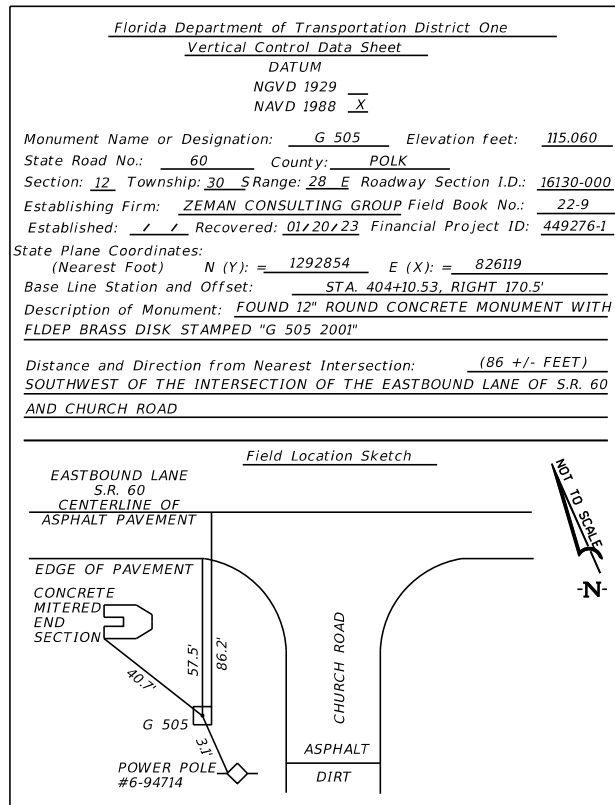 Florida Department of Transportation District One
Vertical Control Data Sheet
DATUM
NGVD 1929 __
NAVD 1988 X
Monument Name or Designation: G 505 Elevation feet: 115.060
State Road No.: 60 County: POLK
Section: 12 Township: 30 S Range: 28 E Roadway Section I.D.: 16130-000
Establishing Firm: ZEMAN CONSULTING GROUP Field Book No.: 22-9
Established: / / Recovered: 01/20/23 Financial Project ID: 449276-1
State Plane Coordinates:
(Nearest Foot) N (Y): = 1292854 E (X): = 826119
Base Line Station and Offset: STA. 404+10.53, RIGHT 170.5'
Description of Monument: FOUND 12" ROUND CONCRETE MONUMENT WITH
FLDEP BRASS DISK STAMPED "G 505 2001"
Distance and Direction from Nearest Intersection: (86 +/- FEET)
SOUTHWEST OF THE INTERSECTION OF THE EASTBOUND LANE OF S.R. 60
AND CHURCH ROAD
Field Location Sketch
EASTBOUND LANE
S.R. 60
CENTERLINE OF
ASPHALT PAVEMENT
NOT TO SCALE
-N-
EDGE OF PAVEMENT
CONCRETE
MITERED
END
SECTION
57.5'
86.2'
40.7'
CHURCH ROAD
G 505
3.1'
ASPHALT
POWER POLE
#6-94714
DIRT